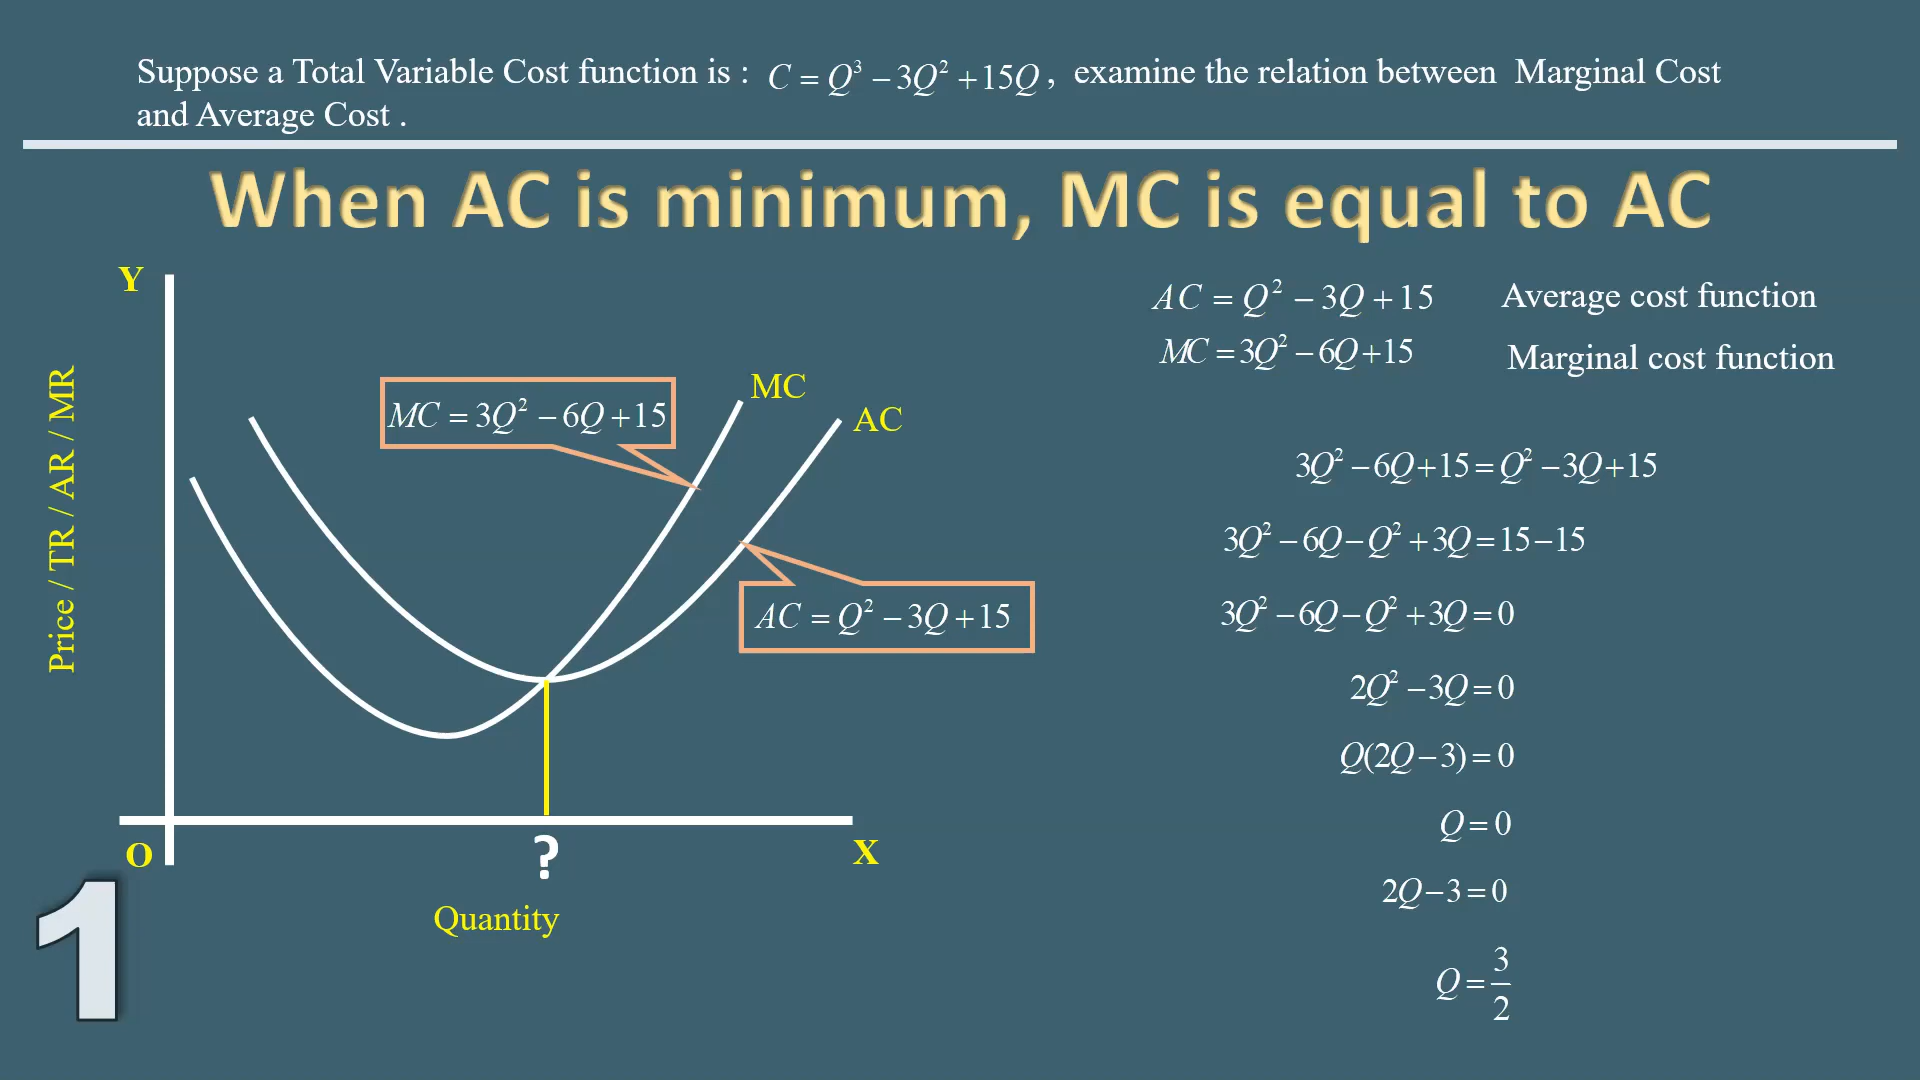 Suppose a Total Variable Cost function is : C = Q³ − 3Q² + 15Q , examine the relation between Marginal Cost
and Average Cost .
When AC is minimum, MC is equal to AC
Y
Price / TR / AR / MR
MC = 3Q² − 6Q + 15
MC
AC
AC = Q² − 3Q + 15
O
?
X
Quantity
1
AC = Q² − 3Q + 15 Average cost function
MC = 3Q² − 6Q + 15 Marginal cost function
3Q² − 6Q + 15 = Q² − 3Q + 15
3Q² − 6Q − Q² + 3Q = 15 − 15
3Q² − 6Q − Q² + 3Q = 0
2Q² − 3Q = 0
Q(2Q − 3) = 0
Q = 0
2Q − 3 = 0
Q = 3/2